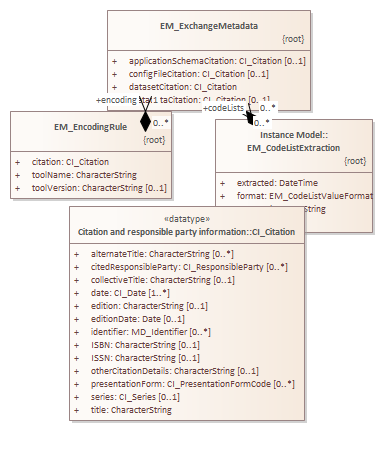 EM_ExchangeMetadata
{root}
+ applicationSchemaCitation: CI_Citation [0..1]
+ configFileCitation: CI_Citation [0..1]
+ datasetCitation: CI_Citation
taCitation: CI_Citation [0..1]
+encoding
+codeLists
0..*
0..*
EM_EncodingRule
{root}
+ citation: CI_Citation
+ toolName: CharacterString
+ toolVersion: CharacterString [0..1]
Instance Model::
EM_CodeListExtraction
{root}
+ extracted: DateTime
+ format: EM_CodeListValueFormat
String
«datatype»
Citation and responsible party information::CI_Citation
+ alternateTitle: CharacterString [0..*]
+ citedResponsibleParty: CI_ResponsibleParty [0..*]
+ collectiveTitle: CharacterString [0..1]
+ date: CI_Date [1..*]
+ edition: CharacterString [0..1]
+ editionDate: Date [0..1]
+ identifier: MD_Identifier [0..*]
+ ISBN: CharacterString [0..1]
+ ISSN: CharacterString [0..1]
+ otherCitationDetails: CharacterString [0..1]
+ presentationForm: CI_PresentationFormCode [0..*]
+ series: CI_Series [0..1]
+ title: CharacterString